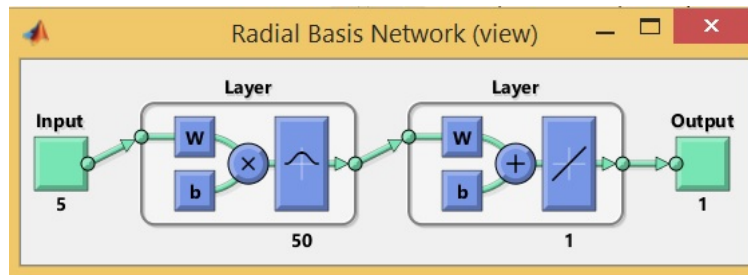 Radial Basis Network (view)
Layer Layer
Input Output
W W
b b
5 1
50 1